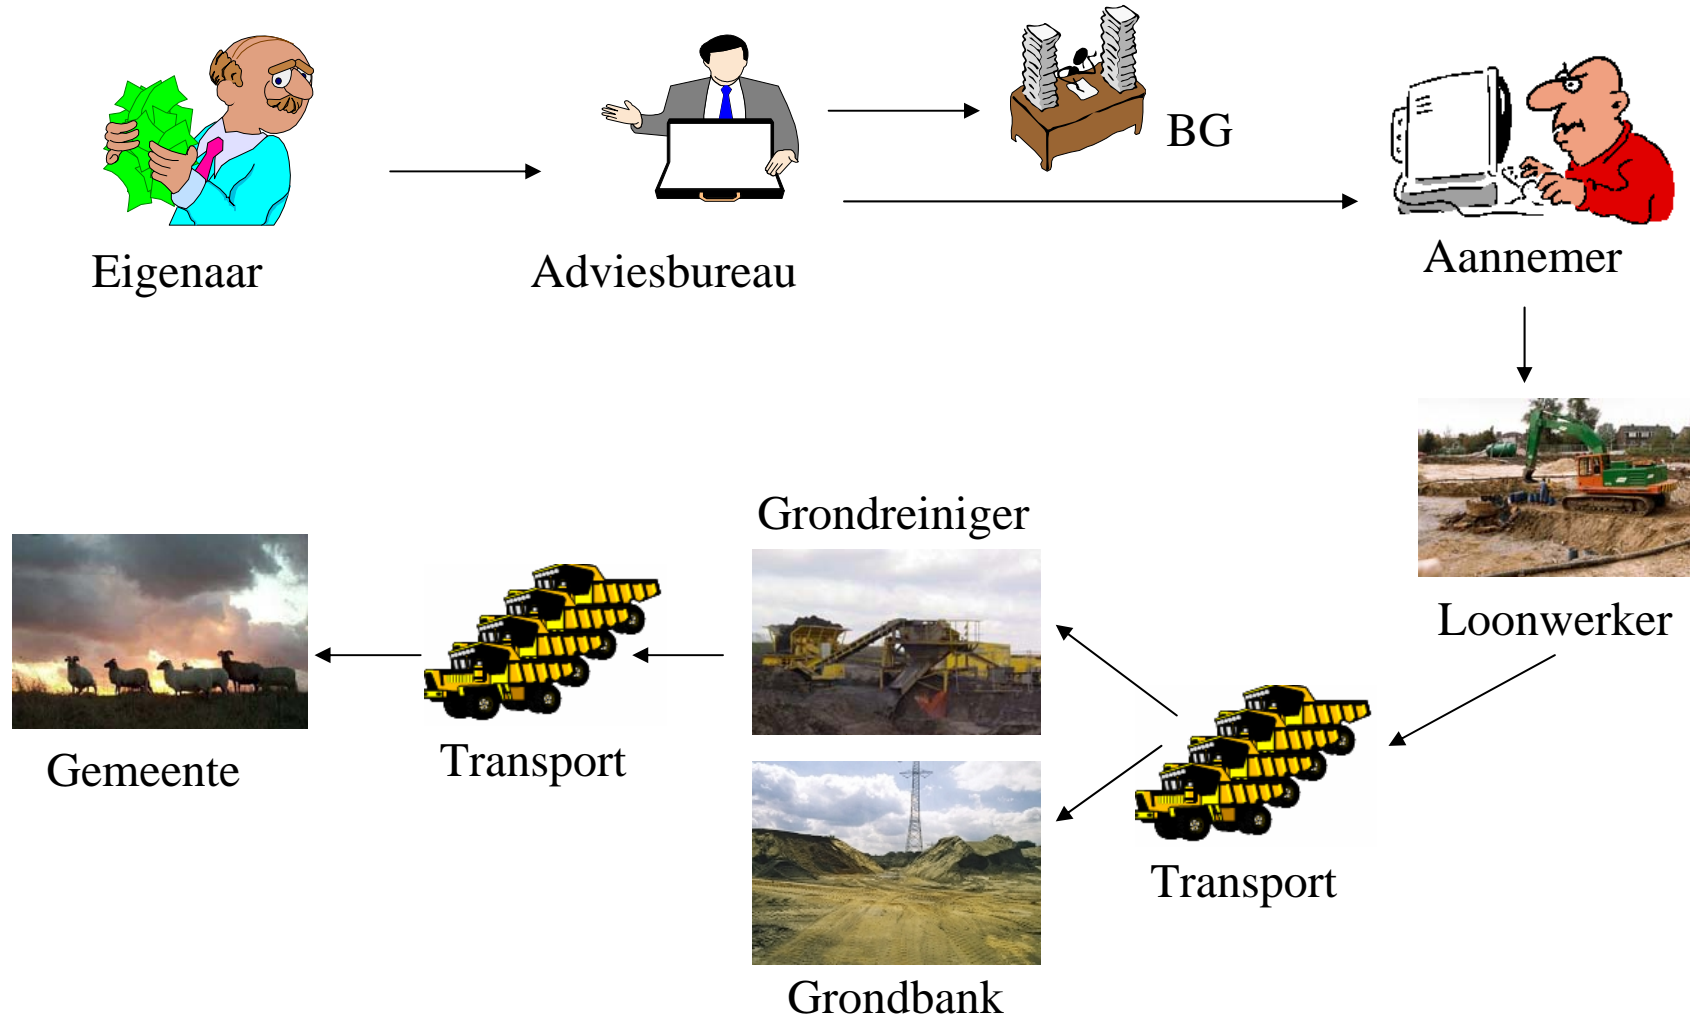 BG
Eigenaar
Adviesbureau
Aannemer
Grondreiniger
Loonwerker
Gemeente
Transport
Transport
Grondbank